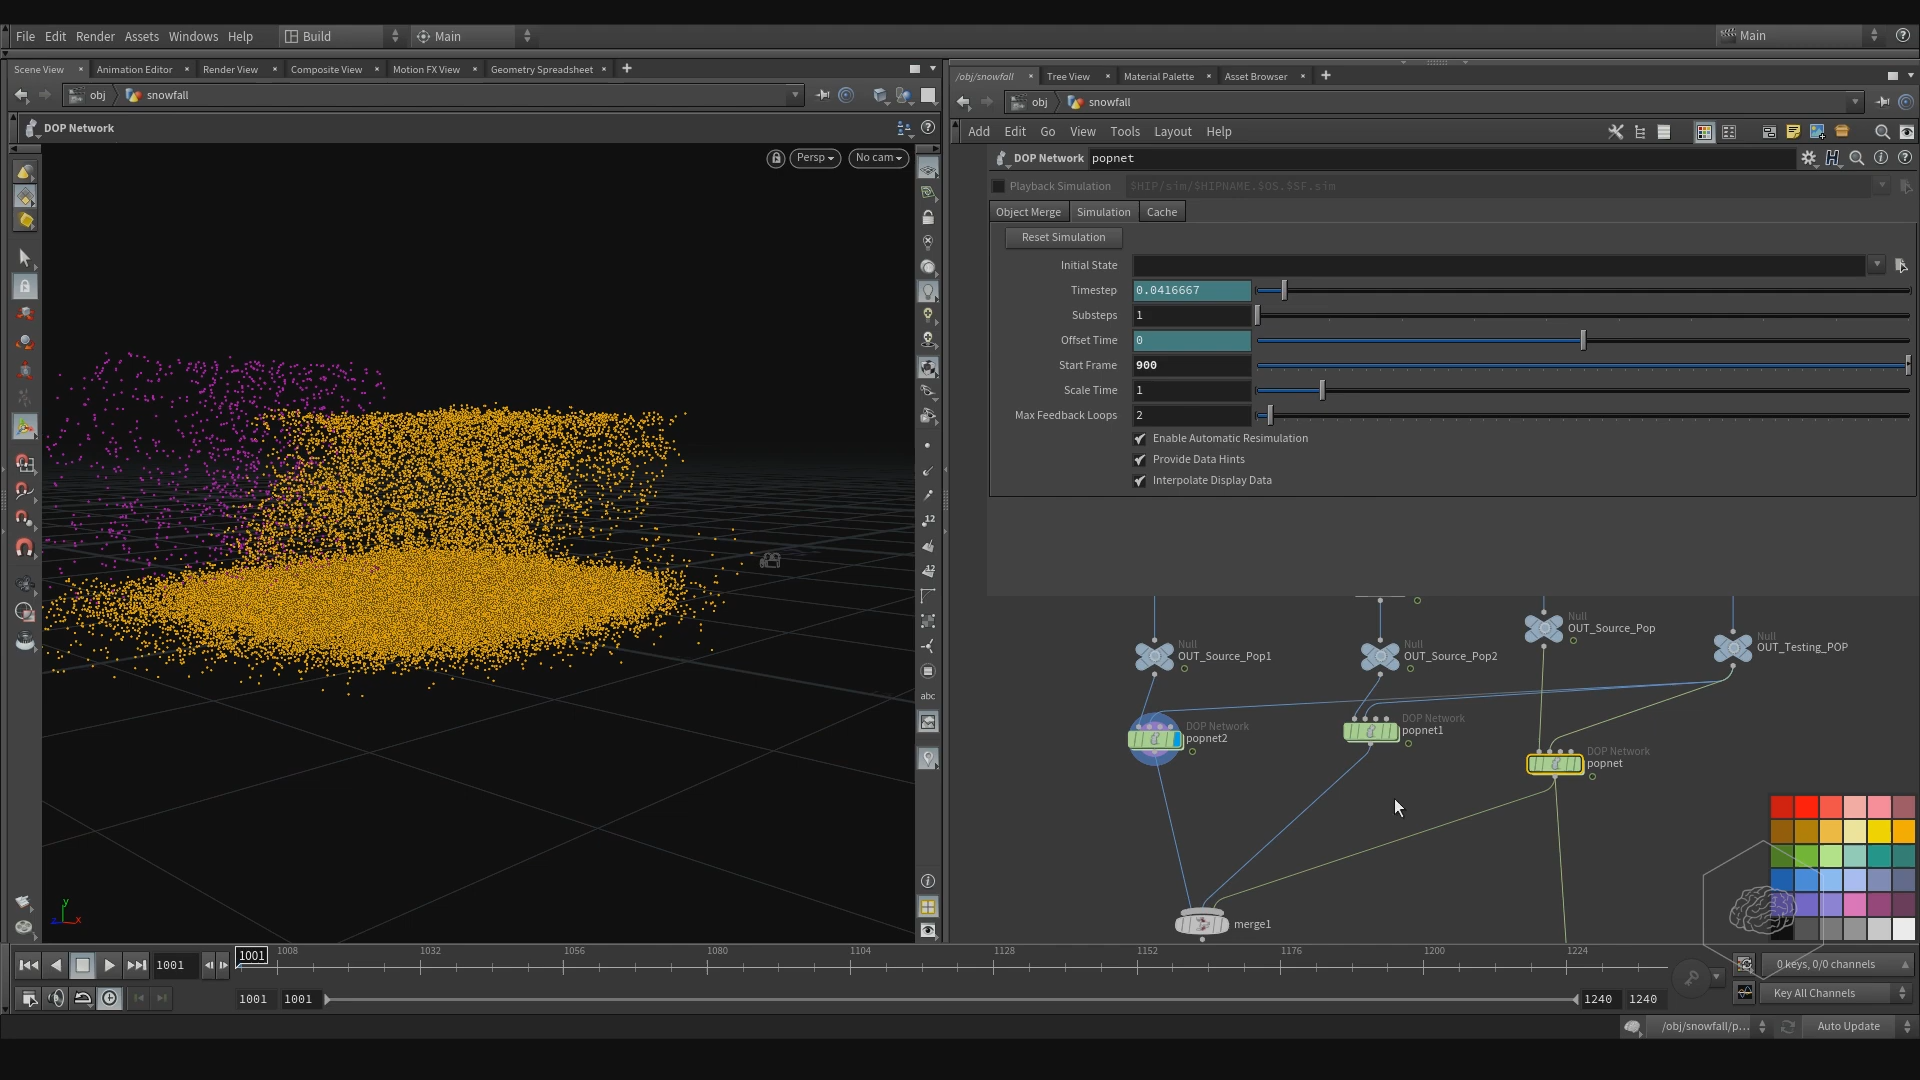 File Edit Render Assets Windows Help Build Main Main
Scene View Animation Editor Render View Composite View Motion FX View Geometry Spreadsheet
/obj/snowfall Tree View Material Palette Asset Browser
obj snowfall
obj snowfall
DOP Network
Add Edit Go View Tools Layout Help
Persp No cam
DOP Network popnet
Playback Simulation $HIP/sim/$HIPNAME.$OS.$SF.sim
Object Merge Simulation Cache
Reset Simulation
Initial State
Timestep 0.0416667
Substeps 1
Offset Time 0
Start Frame 900
Scale Time 1
Max Feedback Loops 2
Enable Automatic Resimulation
Provide Data Hints
Interpolate Display Data
12
12
abc
Null
OUT_Source_Pop1
Null
OUT_Source_Pop2
Null
OUT_Source_Pop
Null
OUT_Testing_POP
DOP Network
popnet2
DOP Network
popnet1
DOP Network
popnet
merge1
y
x
z
1001 1001 1008 1032 1056 1080 1104 1128 1152 1176 1200 1224
0 keys, 0/0 channels
1001 1001 1240 1240
Key All Channels
/obj/snowfall/p... Auto Update